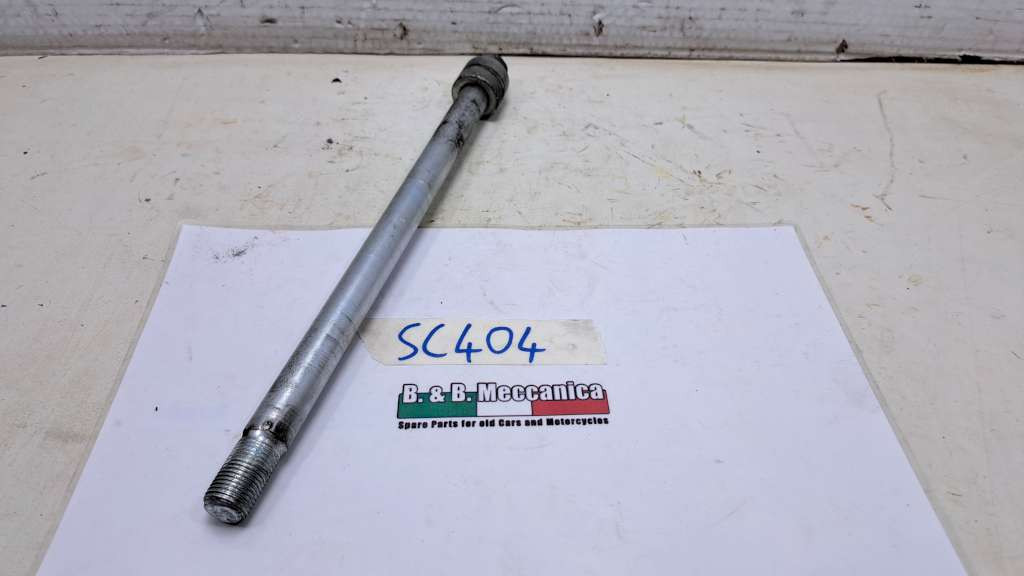 SC404
B. & B. Meccanica
Spare Parts for old Cars and Motorcycles